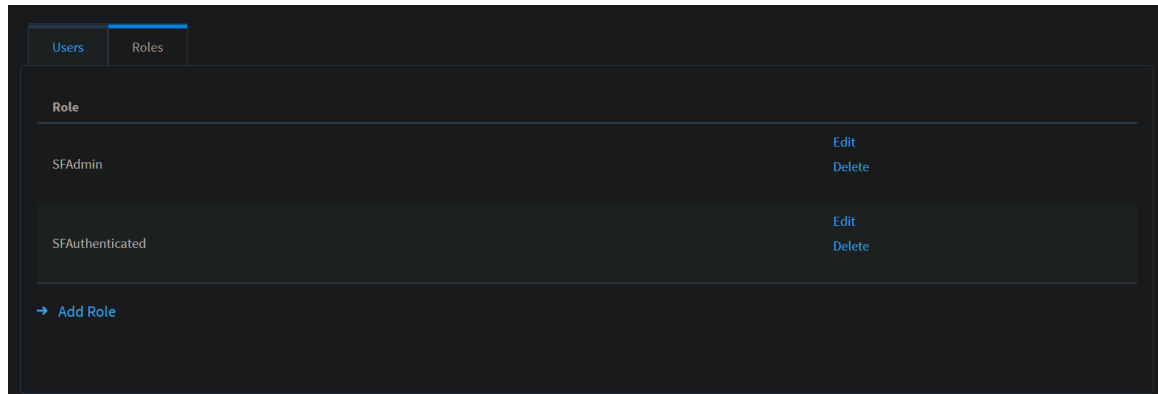 Users Roles
Role
Edit
SFAdmin
Delete
Edit
SFAuthenticated
Delete
→ Add Role